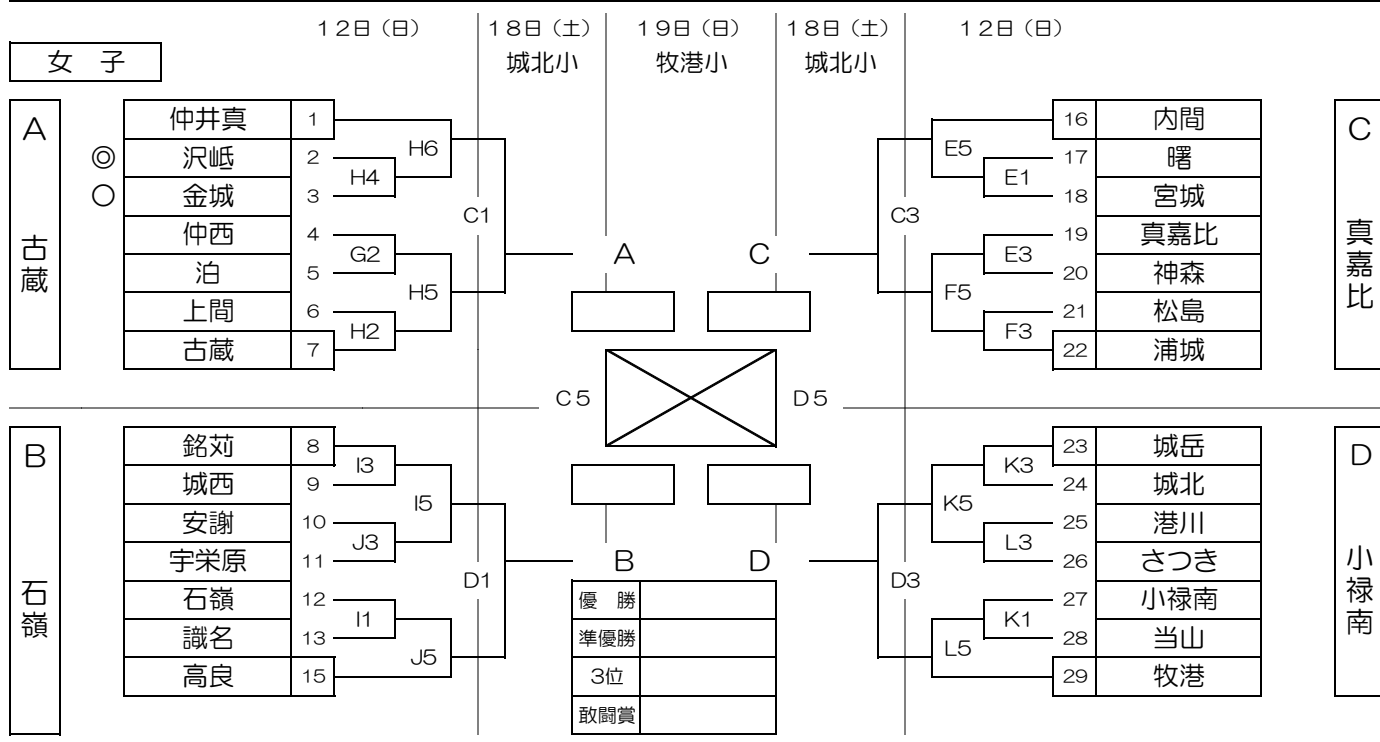 １２日（日） １８日（土） １９日（日） １８日（土） １２日（日）
女　子 城北小 牧港小 城北小
A 古蔵
仲井真 1
◎ 沢岻 2
○ 金城 3
仲西 4
泊 5
上間 6
古蔵 7
H4 G2 H2
H6 H5
C1
A
B 石嶺
銘苅 8
城西 9
安謝 10
宇栄原 11
石嶺 12
識名 13
高良 15
I3 J3 I1
I5 J5
D1
B
C5 D5
C
C3
E5 F5
E1 E3 F3
16 内間
17 曙
18 宮城
19 真嘉比
20 神森
21 松島
22 浦城
C 真嘉比
D
D3
K5 L5
K3 L3 K1
23 城岳
24 城北
25 港川
26 さつき
27 小禄南
28 当山
29 牧港
D 小禄南
優　勝
準優勝
3位
敢闘賞